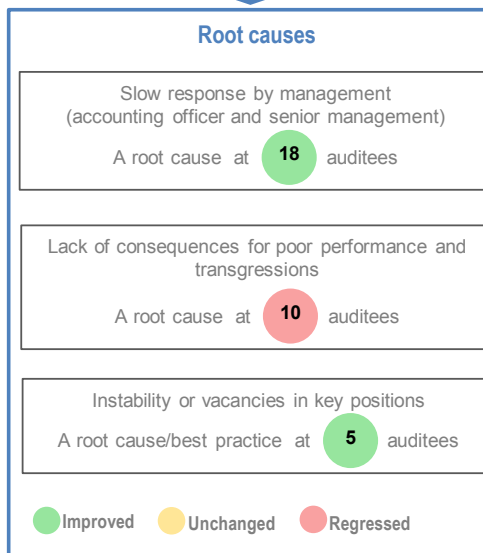 Root causes
Slow response by management
(accounting officer and senior management)
A root cause at 18 auditees
Lack of consequences for poor performance and
transgressions
A root cause at 10 auditees
Instability or vacancies in key positions
A root cause/best practice at 5 auditees
Improved Unchanged Regressed